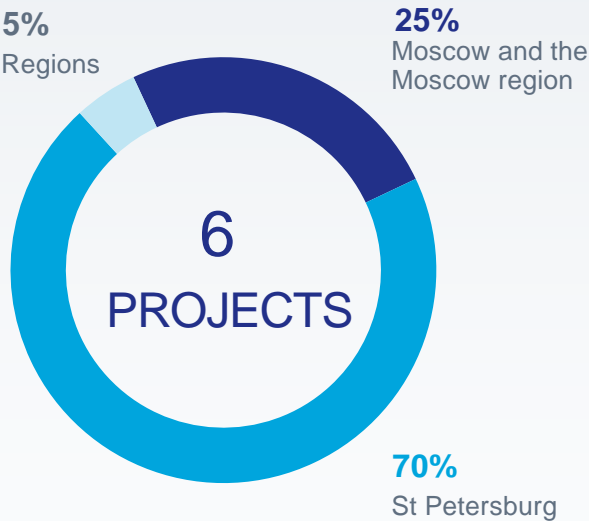 5%
Regions
25%
Moscow and the
Moscow region
6
PROJECTS
70%
St Petersburg